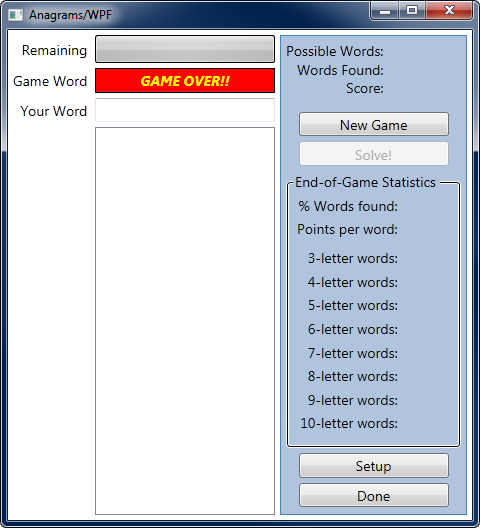 Anagrams/WPF
Remaining
Game Word
GAME OVER!!
Your Word
Possible Words:
Words Found:
Score:
New Game
Solve!
End-of-Game Statistics
% Words found:
Points per word:
3-letter words:
4-letter words:
5-letter words:
6-letter words:
7-letter words:
8-letter words:
9-letter words:
10-letter words:
Setup
Done